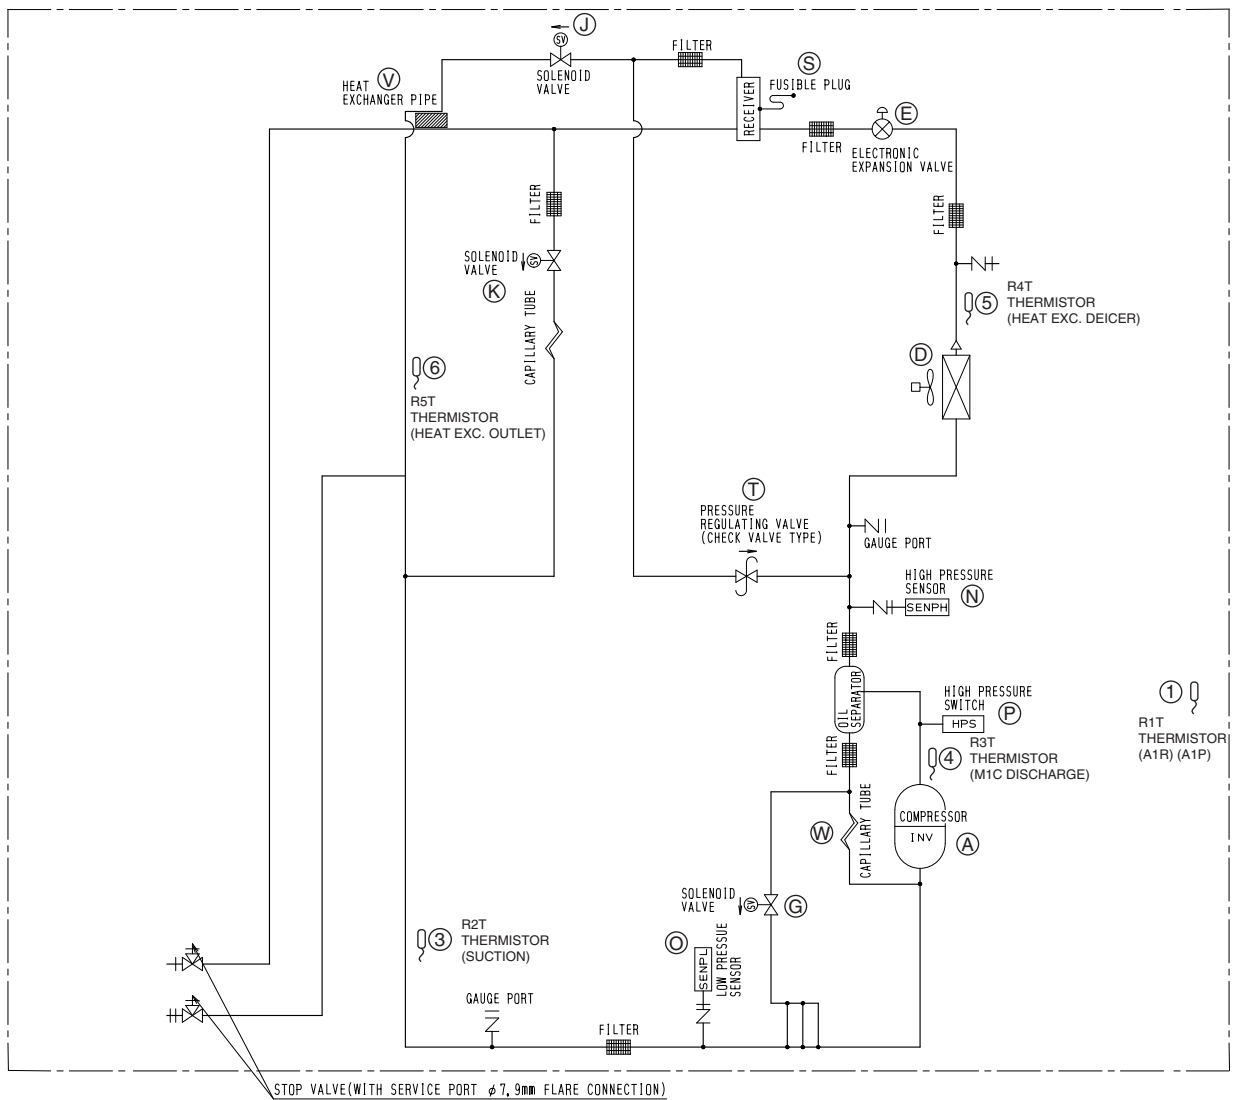 J
SV
SOLENOID
VALVE
FILTER
S
FUSIBLE PLUG
V
HEAT
EXCHANGER PIPE
RECEIVER
E
FILTER
ELECTRONIC
EXPANSION VALVE
FILTER
FILTER
SOLENOID
VALVE
SV
K
CAPILLARY TUBE
R4T
5
THERMISTOR
(HEAT EXC. DEICER)
D
6
R5T
THERMISTOR
(HEAT EXC. OUTLET)
T
PRESSURE
REGULATING VALVE
(CHECK VALVE TYPE)
GAUGE PORT
HIGH PRESSURE
SENSOR
N
SENPH
FILTER
OIL
SEPARATOR
HIGH PRESSURE
SWITCH
P
HPS
1
R1T
THERMISTOR
(A1R) (A1P)
FILTER
R3T
4
THERMISTOR
(M1C DISCHARGE)
CAPILLARY TUBE
W
COMPRESSOR
INV
A
SOLENOID
VALVE
SV
G
R2T
3
THERMISTOR
(SUCTION)
O
SENPL
LOW PRESSUE
SENSOR
GAUGE PORT
FILTER
STOP VALVE(WITH SERVICE PORT φ7,9mm FLARE CONNECTION)